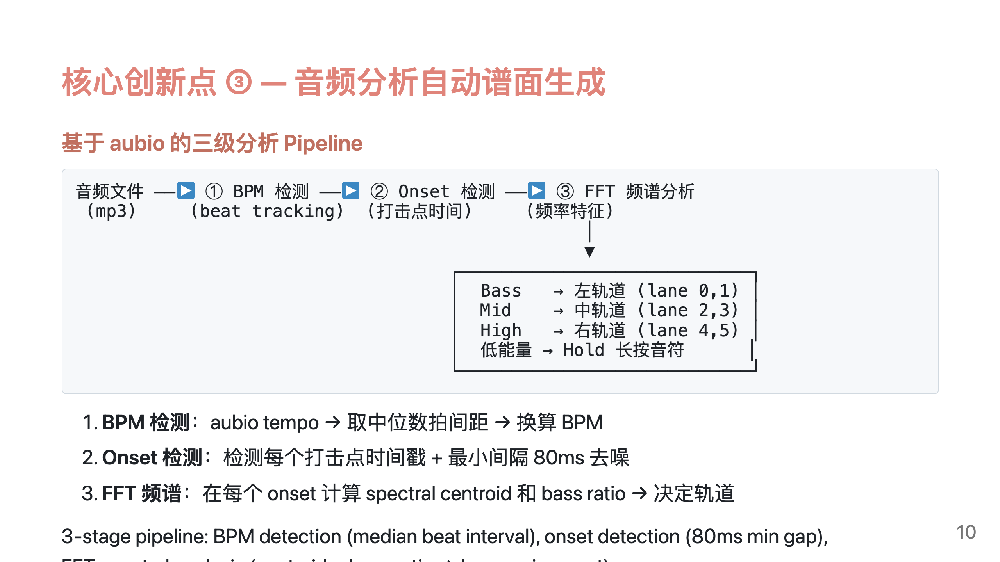 核心创新点 ③ — 音频分析自动谱面生成
基于 aubio 的三级分析 Pipeline
音频文件 ──▶ ① BPM 检测 ──▶ ② Onset 检测 ──▶ ③ FFT 频谱分析
(mp3) (beat tracking) (打击点时间) (频率特征)
│
▼
Bass → 左轨道 (lane 0,1)
Mid → 中轨道 (lane 2,3)
High → 右轨道 (lane 4,5)
低能量 → Hold 长按音符
1. BPM 检测：aubio tempo → 取中位数拍间距 → 换算 BPM
2. Onset 检测：检测每个打击点时间戳 + 最小间隔 80ms 去噪
3. FFT 频谱：在每个 onset 计算 spectral centroid 和 bass ratio → 决定轨道
3-stage pipeline: BPM detection (median beat interval), onset detection (80ms min gap),
10